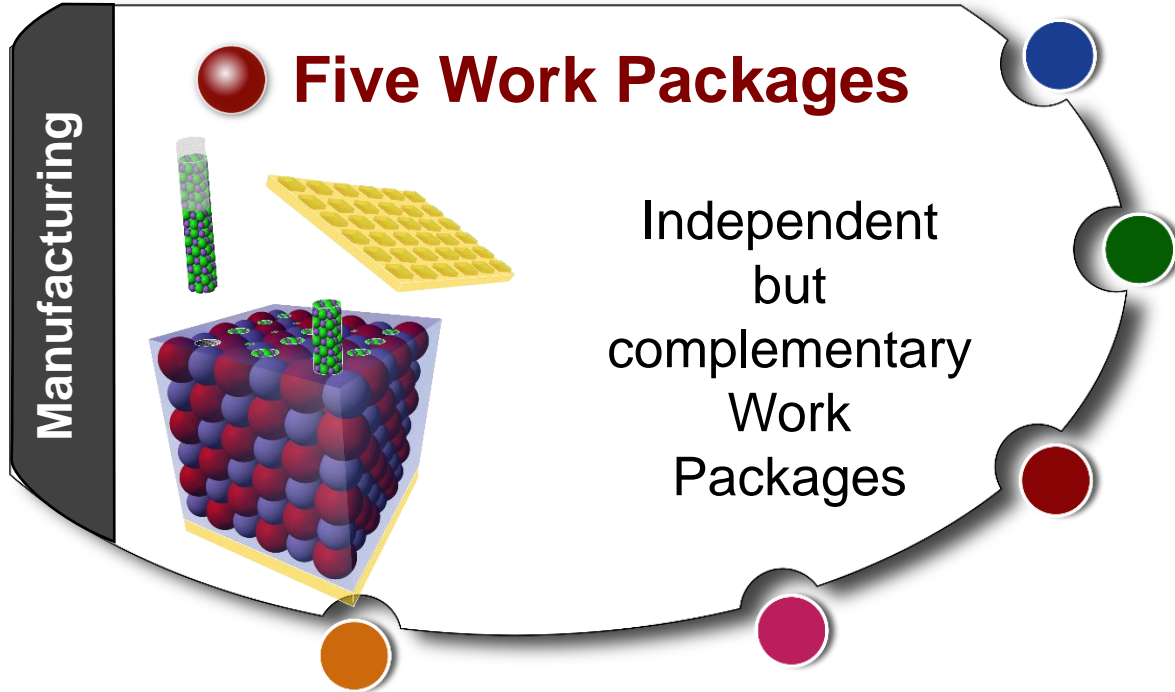 Manufacturing
Five Work Packages
Independent
but
complementary
Work
Packages